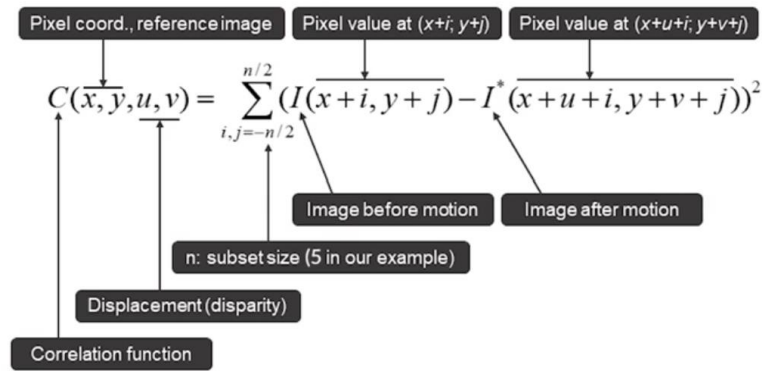 Pixel coord., reference image
Pixel value at (x+i; y+j)
Pixel value at (x+u+i; y+v+j)
n/2
C(x, y, u, v) = ∑ (I(x+i, y+j) − I*(x+u+i, y+v+j))²
i, j=−n/2
Image before motion
Image after motion
n: subset size (5 in our example)
Displacement (disparity)
Correlation function